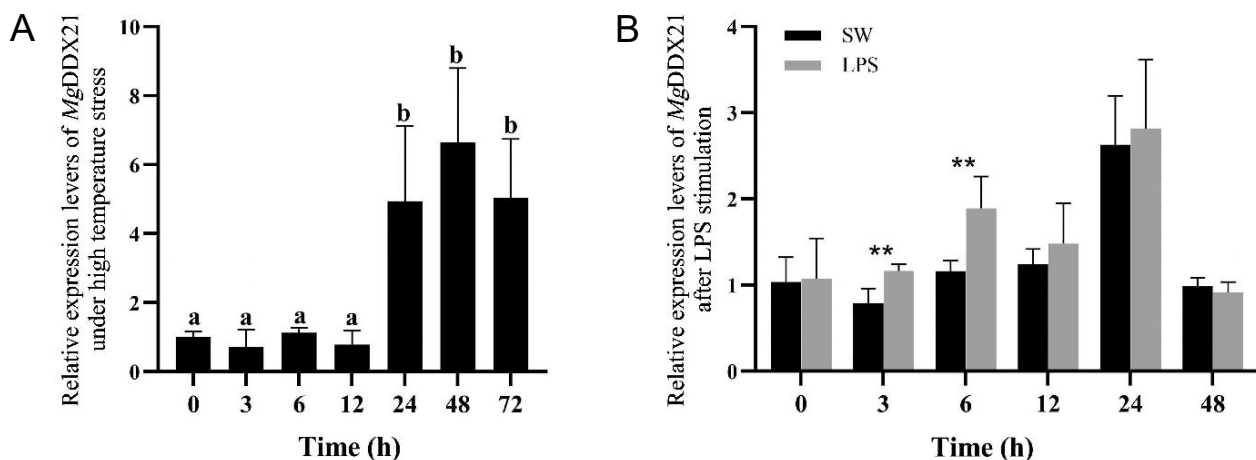 A
Relative expression levers of MgDDX21
under high temperature stress
10
8
6
4
2
0
a
a
a
a
b
b
b
0 3 6 12 24 48 72
Time (h)
B
Relative expression levers of MgDDX21
after LPS stimulation
SW
LPS
4
3
2
1
0
**
**
0 3 6 12 24 48
Time (h)